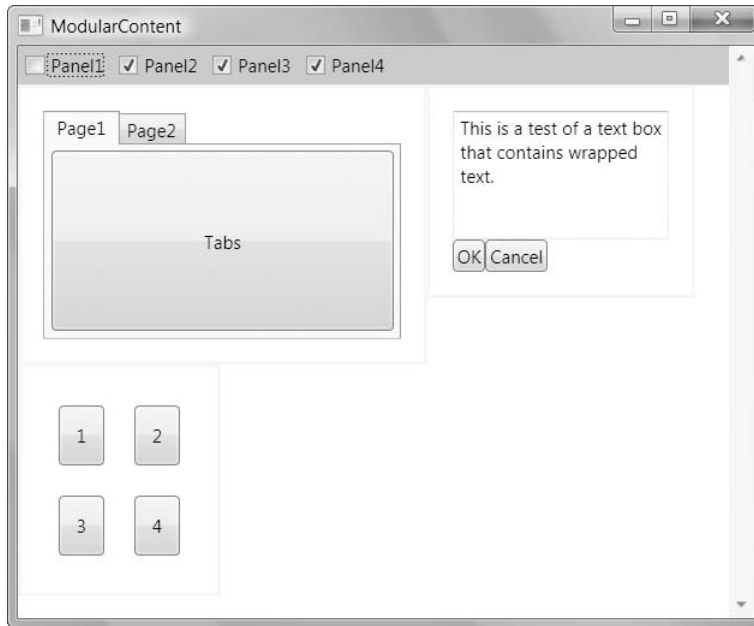 ModularContent
Panel1 Panel2 Panel3 Panel4
Page1 Page2
Tabs
This is a test of a text box
that contains wrapped
text.
OK Cancel
1 2
3 4